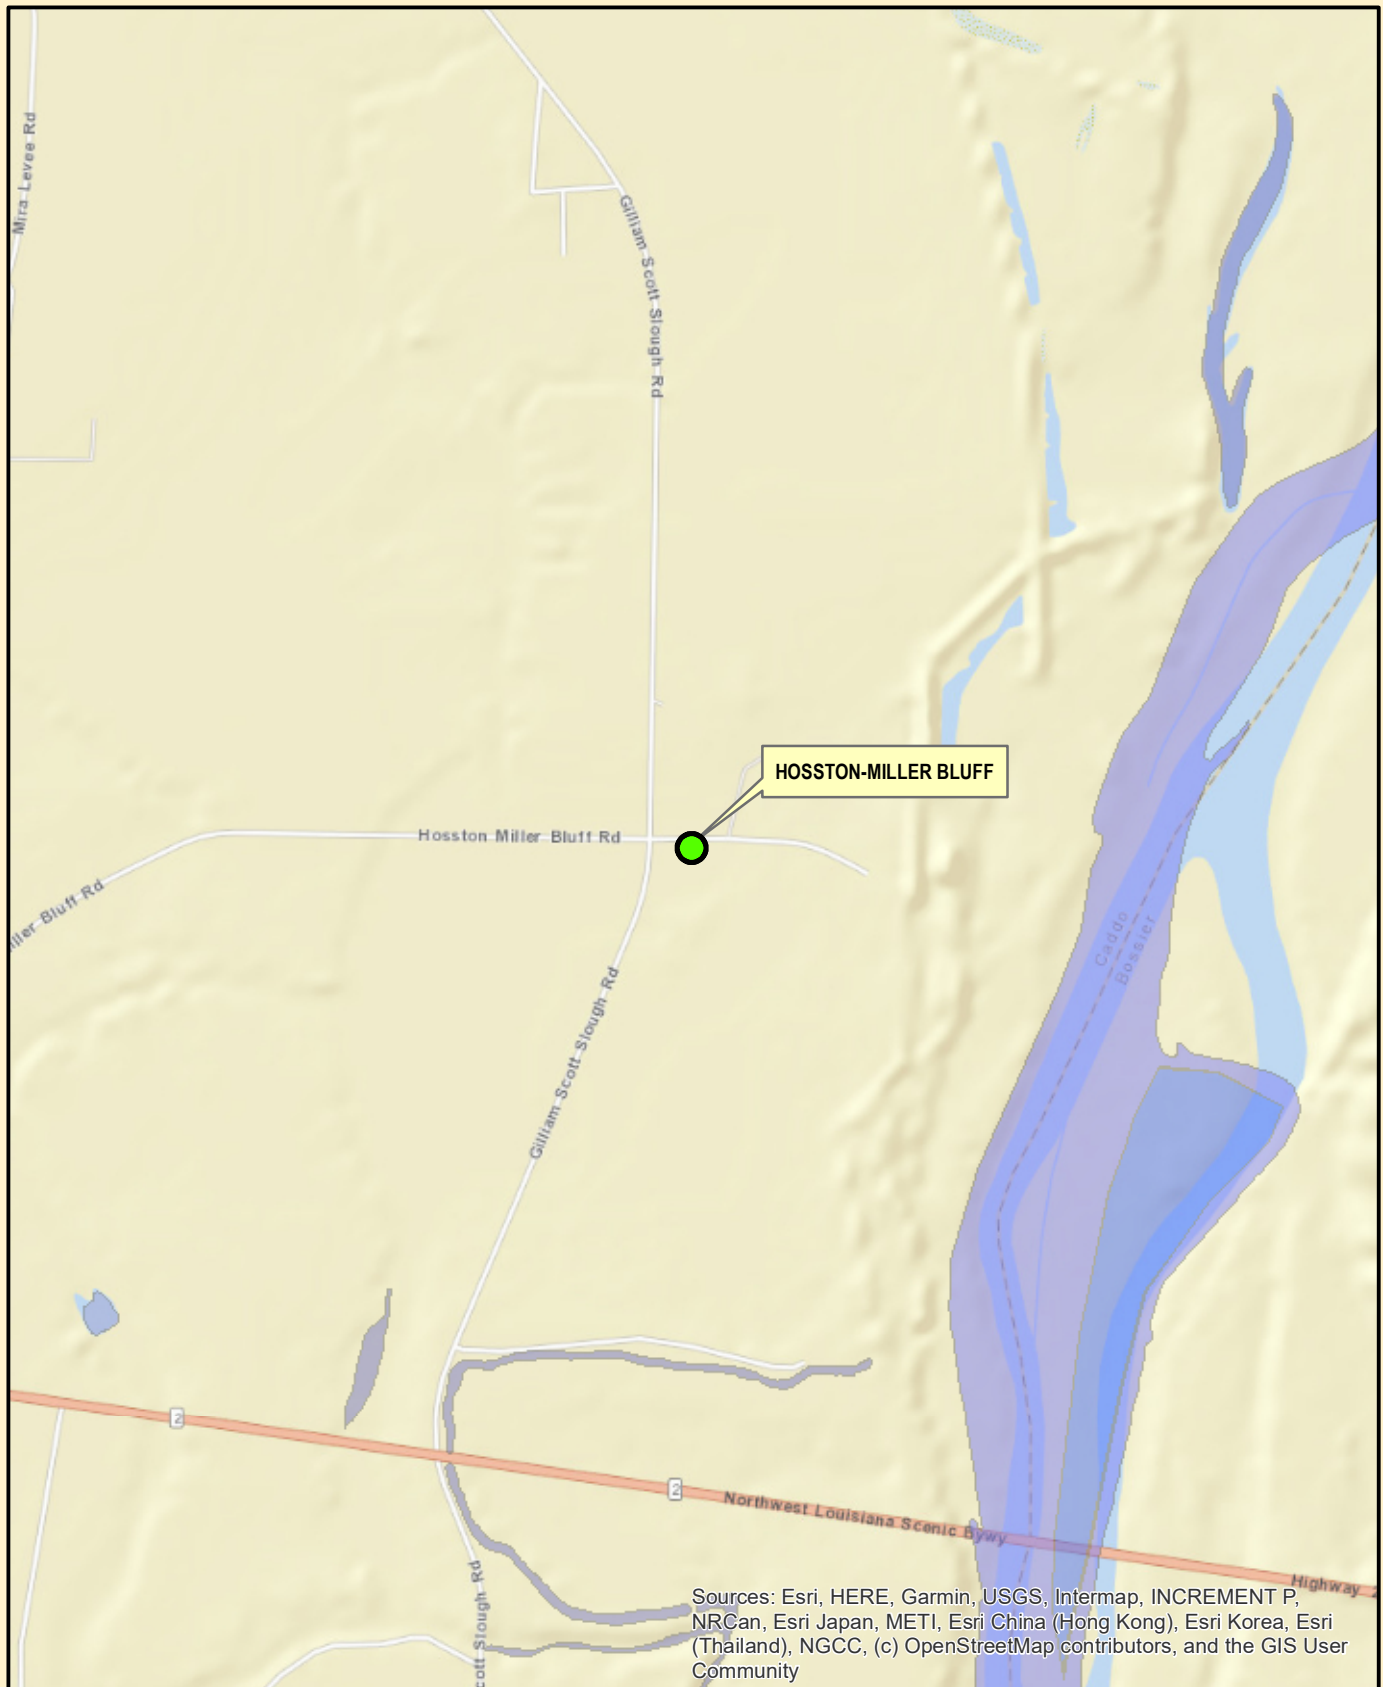 Mira Levee Rd
Gilliam Scott Slough Rd
HOSSTON-MILLER BLUFF
Hosston Miller Bluff Rd
ller Bluff Rd
Caddo
Bossier
Gilliam Scott Slough Rd
2
2
Northwest Louisiana Scenic Bywy
Highway 2
cott Slough Rd
Sources: Esri, HERE, Garmin, USGS, Intermap, INCREMENT P,
NRCan, Esri Japan, METI, Esri China (Hong Kong), Esri Korea, Esri
(Thailand), NGCC, (c) OpenStreetMap contributors, and the GIS User
Community